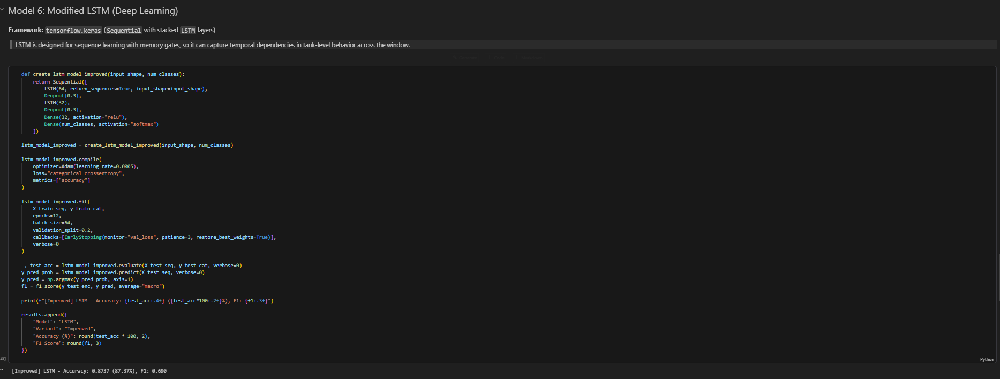 Model 6: Modified LSTM (Deep Learning)
Framework: tensorflow.keras (Sequential with stacked LSTM layers)
LSTM is designed for sequence learning with memory gates, so it can capture temporal dependencies in tank-level behavior across the window.
def create_lstm_model_improved(input_shape, num_classes):
    return Sequential([
        LSTM(64, return_sequences=True, input_shape=input_shape),
        Dropout(0.3),
        LSTM(32),
        Dropout(0.3),
        Dense(32, activation="relu"),
        Dense(num_classes, activation="softmax")
    ])
lstm_model_improved = create_lstm_model_improved(input_shape, num_classes)
lstm_model_improved.compile(
    optimizer=Adam(learning_rate=0.0005),
    loss="categorical_crossentropy",
    metrics=["accuracy"]
)
lstm_model_improved.fit(
    X_train_seq, y_train_cat,
    epochs=12,
    batch_size=64,
    validation_split=0.2,
    callbacks=[EarlyStopping(monitor="val_loss", patience=3, restore_best_weights=True)],
    verbose=0
)
_, test_acc = lstm_model_improved.evaluate(X_test_seq, y_test_cat, verbose=0)
y_pred_prob = lstm_model_improved.predict(X_test_seq, verbose=0)
y_pred = np.argmax(y_pred_prob, axis=1)
f1 = f1_score(y_test_enc, y_pred, average="macro")
print(f"[Improved] LSTM - Accuracy: {test_acc:.4f} ({test_acc*100:.2f}%), F1: {f1:.3f}")
results.append({
    "Model": "LSTM",
    "Variant": "Improved",
    "Accuracy (%)": round(test_acc * 100, 2),
    "F1 Score": round(f1, 3)
})
13]
Python
[Improved] LSTM - Accuracy: 0.8737 (87.37%), F1: 0.690